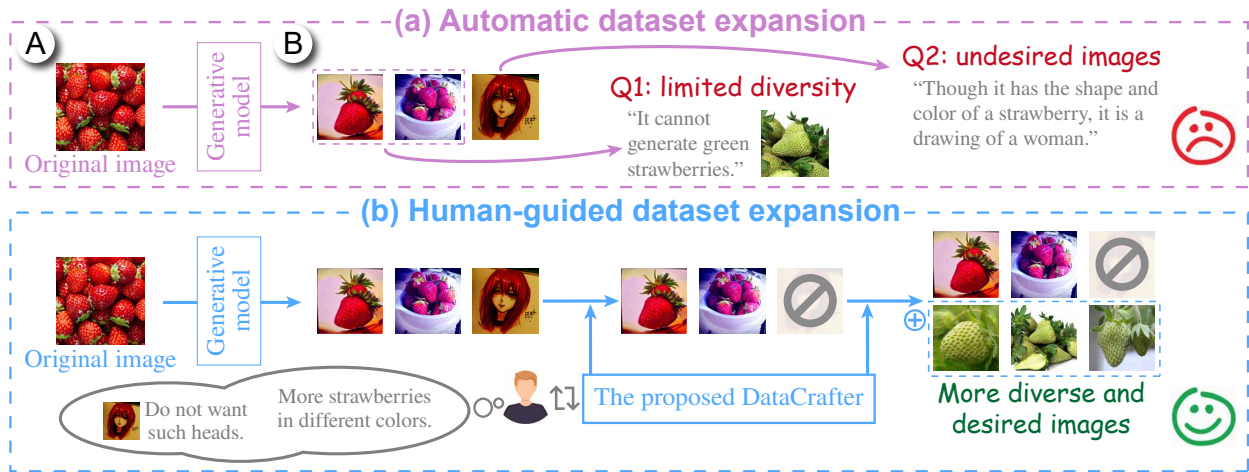 (a) Automatic dataset expansion
A
B
Original image
Generative
model
Q1: limited diversity
“It cannot
generate green
strawberries.”
Q2: undesired images
“Though it has the shape and
color of a strawberry, it is a
drawing of a woman.”
(b) Human-guided dataset expansion
Original image
Generative
model
Do not want
such heads.
More strawberries
in different colors.
The proposed DataCrafter
More diverse and
desired images